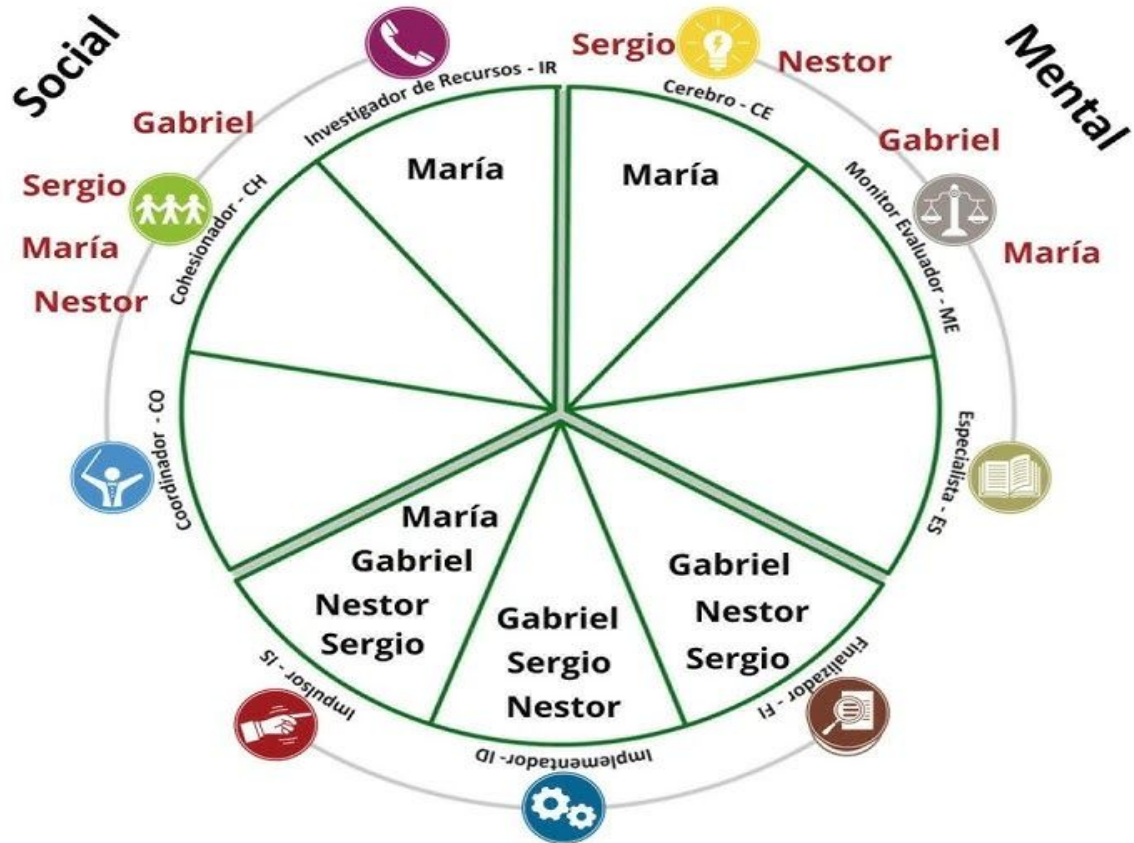 Social
Mental
Sergio
Nestor
Gabriel
Gabriel
Sergio
María
Nestor
María
Investigador de Recursos - IR
Cerebro - CE
Cohesionador - CH
Monitor Evaluador - ME
María
María
Coordinador - CO
Especialista - ES
María
Gabriel
Nestor
Sergio
Gabriel
Sergio
Nestor
Gabriel
Nestor
Sergio
Impulsor - IS
Implementador- ID
Finalizador - FI